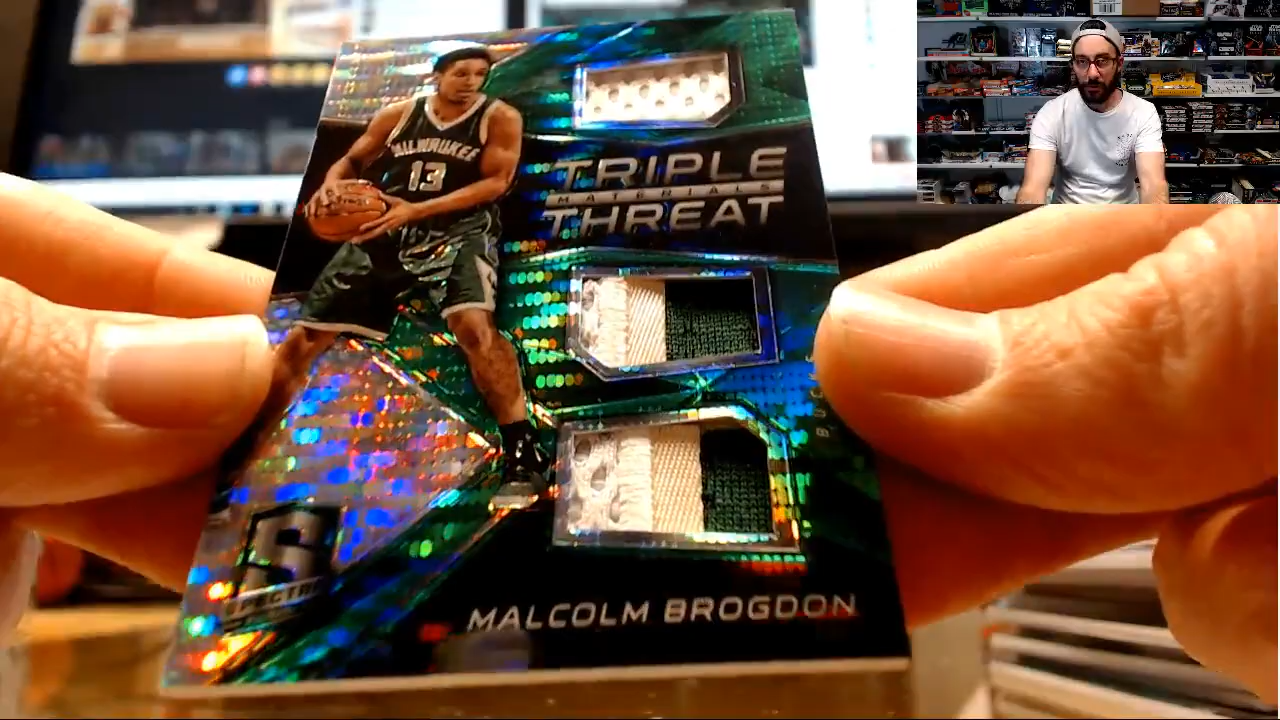 MILWAUKEE
13
TRIPLE
MATERIALS
THREAT
MALCOLM BROGDON